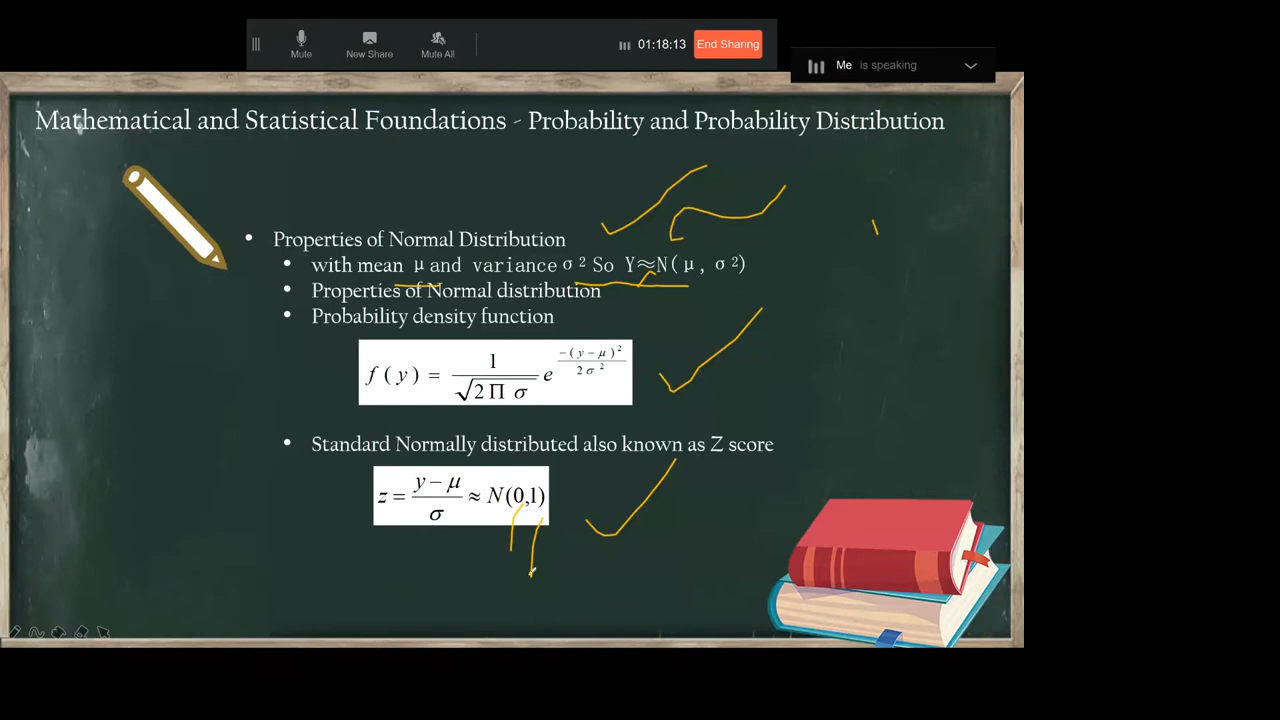 01:18:13 End Sharing
Mute New Share Mute All
Me is speaking
Mathematical and Statistical Foundations - Probability and Probability Distribution
• Properties of Normal Distribution
• with mean μ and variance σ² So Y≈N(μ, σ²)
• Properties of Normal distribution
• Probability density function
f(y) = 1/(√2Π σ) e^(−(y−μ)²/2σ²)
• Standard Normally distributed also known as Z score
z = (y−μ)/σ ≈ N(0,1)